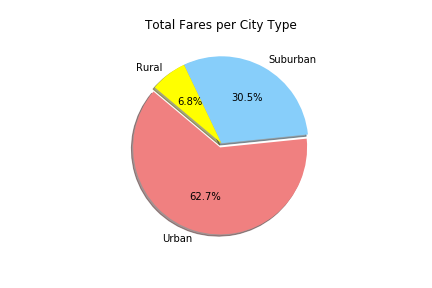 Total Fares per City Type
Rural
Suburban
6.8%
30.5%
62.7%
Urban